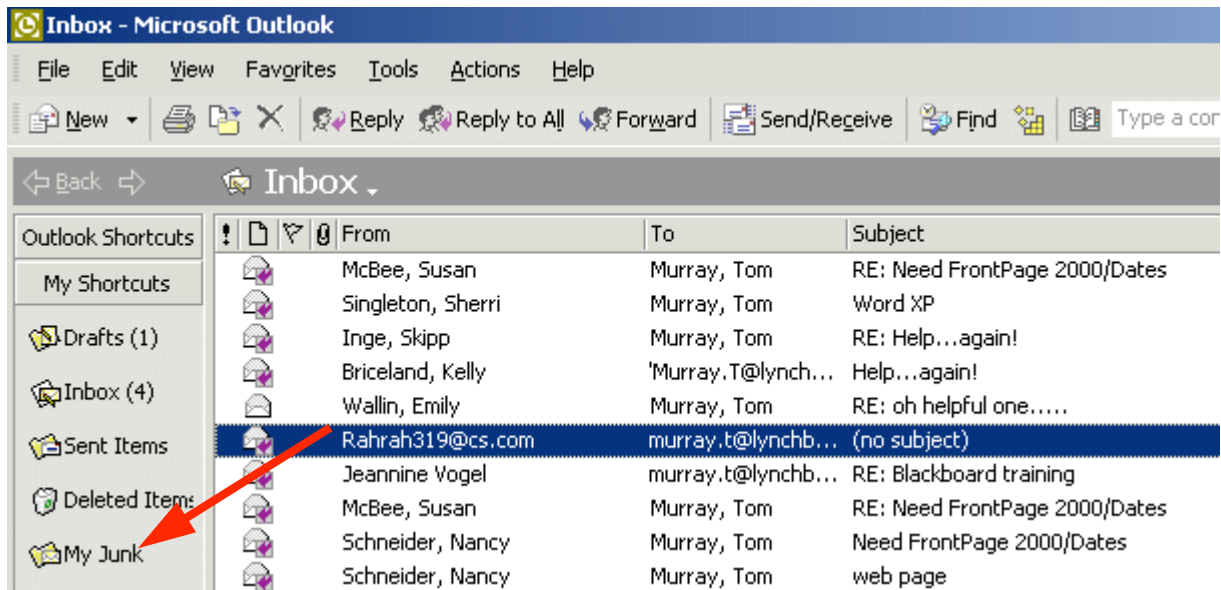 Inbox - Microsoft Outlook
File Edit View Favorites Tools Actions Help
New Reply Reply to All Forward Send/Receive Find Type a con
Back Inbox
Outlook Shortcuts ! From To Subject
My Shortcuts
Drafts (1)
Inbox (4)
Sent Items
Deleted Items
My Junk
McBee, Susan Murray, Tom RE: Need FrontPage 2000/Dates
Singleton, Sherri Murray, Tom Word XP
Inge, Skipp Murray, Tom RE: Help...again!
Briceland, Kelly 'Murray.T@lynch... Help...again!
Wallin, Emily Murray, Tom RE: oh helpful one.....
Rahrah319@cs.com murray.t@lynchb... (no subject)
Jeannine Vogel murray.t@lynchb... RE: Blackboard training
McBee, Susan Murray, Tom RE: Need FrontPage 2000/Dates
Schneider, Nancy Murray, Tom Need FrontPage 2000/Dates
Schneider, Nancy Murray, Tom web page